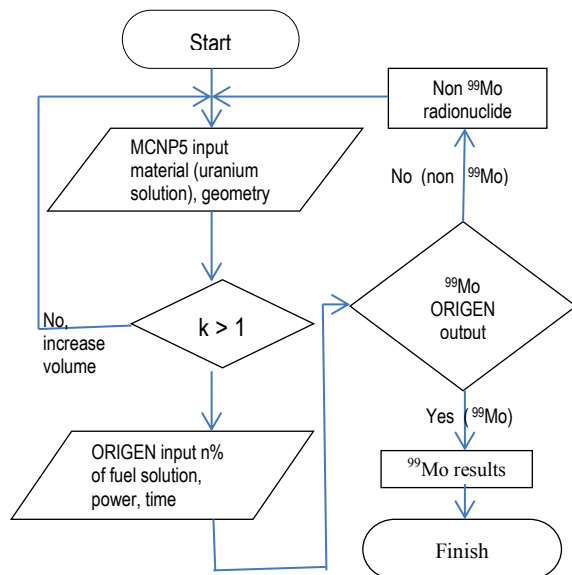 Start
MCNP5 input
material (uranium
solution), geometry
No,
increase
volume
k > 1
ORIGEN input n%
of fuel solution,
power, time
Non ⁹⁹Mo
radionuclide
No (non ⁹⁹Mo)
⁹⁹Mo
ORIGEN
output
Yes (⁹⁹Mo)
⁹⁹Mo results
Finish